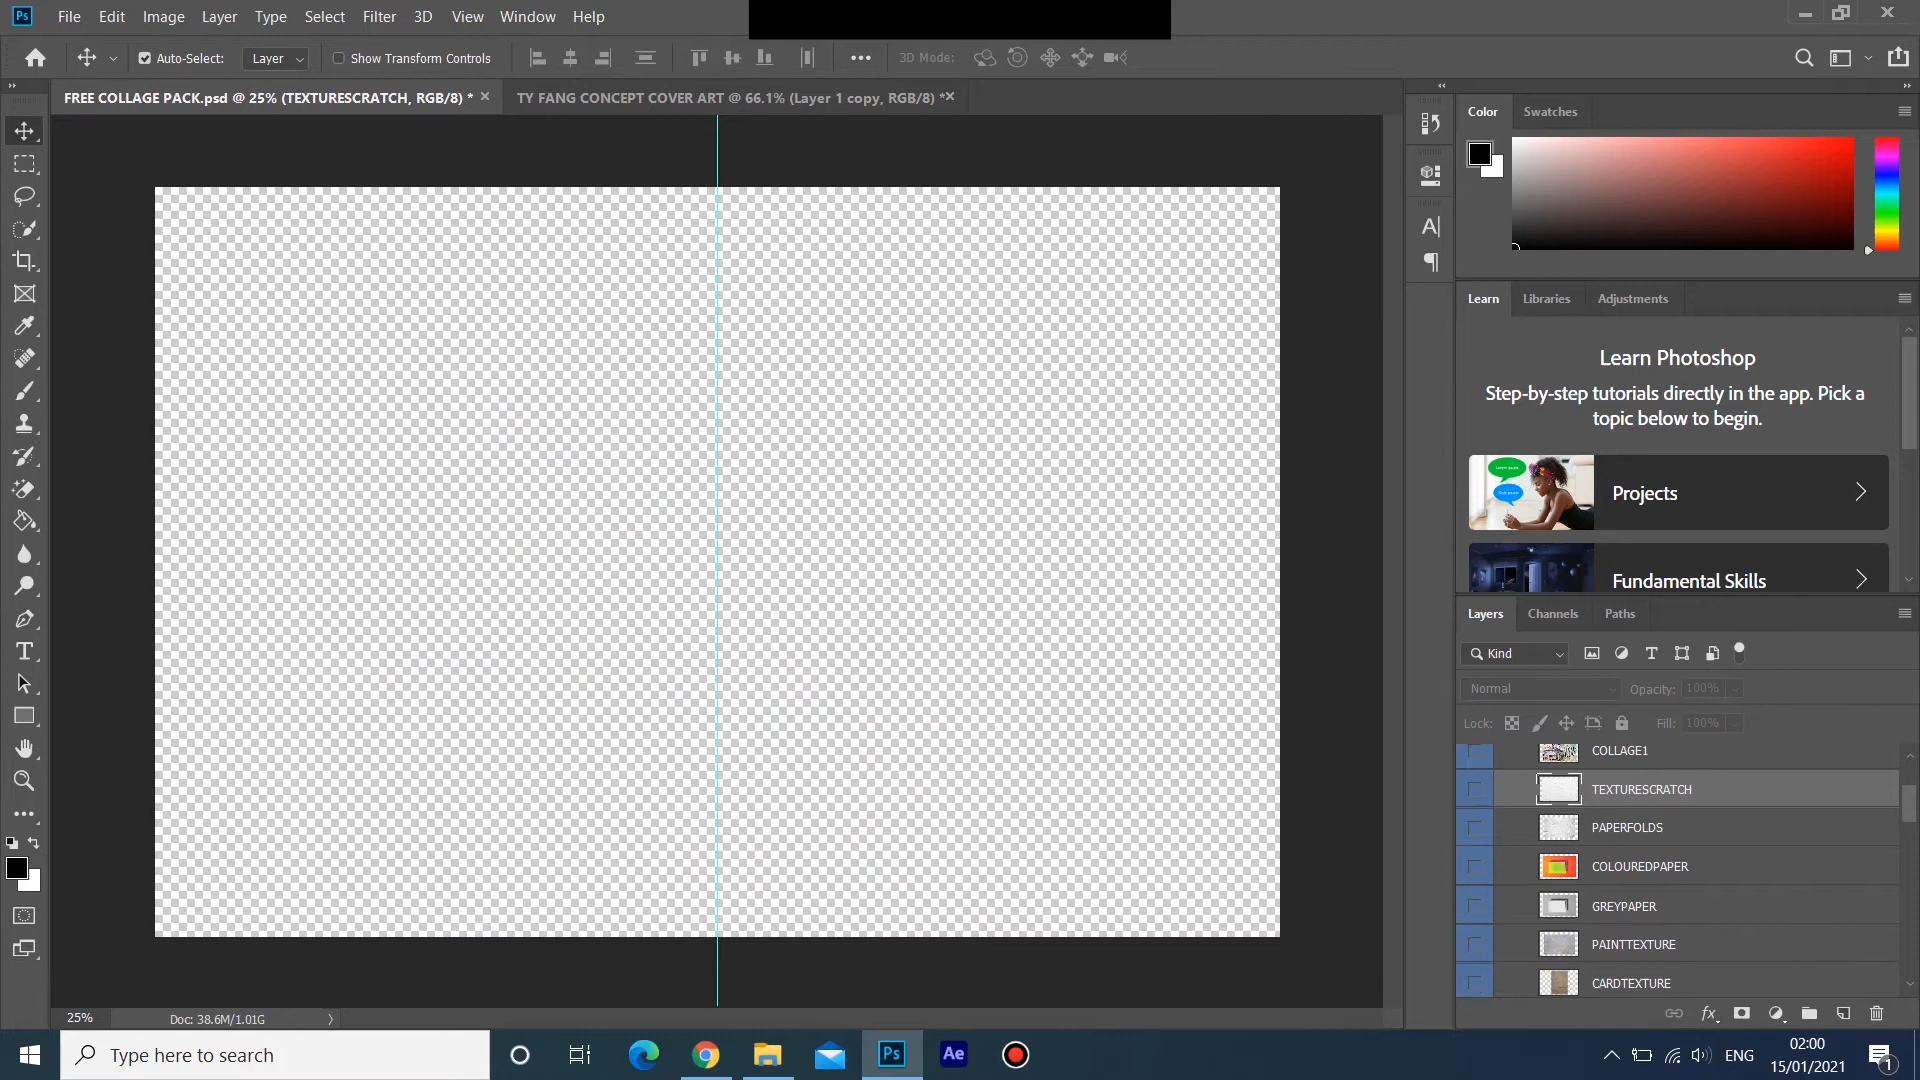 Ps File Edit Image Layer Type Select Filter 3D View Window Help
Auto-Select: Layer Show Transform Controls 3D Mode:
FREE COLLAGE PACK.psd @ 25% (TEXTURESCRATCH, RGB/8) * TY FANG CONCEPT COVER ART @ 66.1% (Layer 1 copy, RGB/8) *
Color Swatches
Learn Libraries Adjustments
Learn Photoshop
Step-by-step tutorials directly in the app. Pick a
topic below to begin.
Projects
Fundamental Skills
Layers Channels Paths
Kind
Normal Opacity: 100%
Lock: Fill: 100%
COLLAGE1
TEXTURESCRATCH
PAPERFOLDS
COLOUREDPAPER
GREYPAPER
PAINTTEXTURE
CARDTEXTURE
25% Doc: 38.6M/1.01G
Type here to search
Ps Ae
ENG
02:00
15/01/2021
1